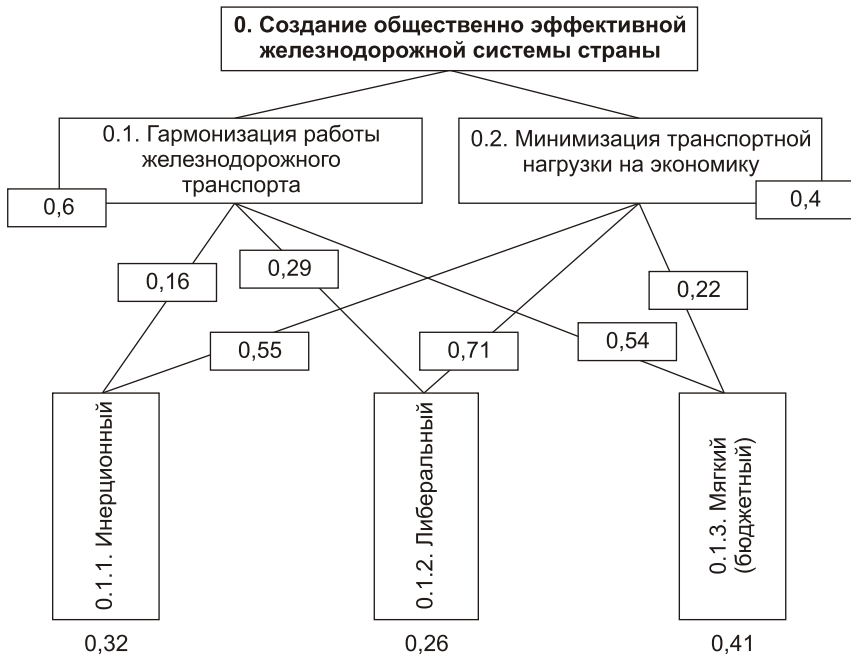 0. Создание общественно эффективной
железнодорожной системы страны
0.1. Гармонизация работы
железнодорожного
транспорта
0,6
0.2. Минимизация транспортной
нагрузки на экономику
0,4
0,16
0,29
0,22
0,55
0,71
0,54
0.1.1. Инерционный
0.1.2. Либеральный
0.1.3. Мягкий
(бюджетный)
0,32
0,26
0,41